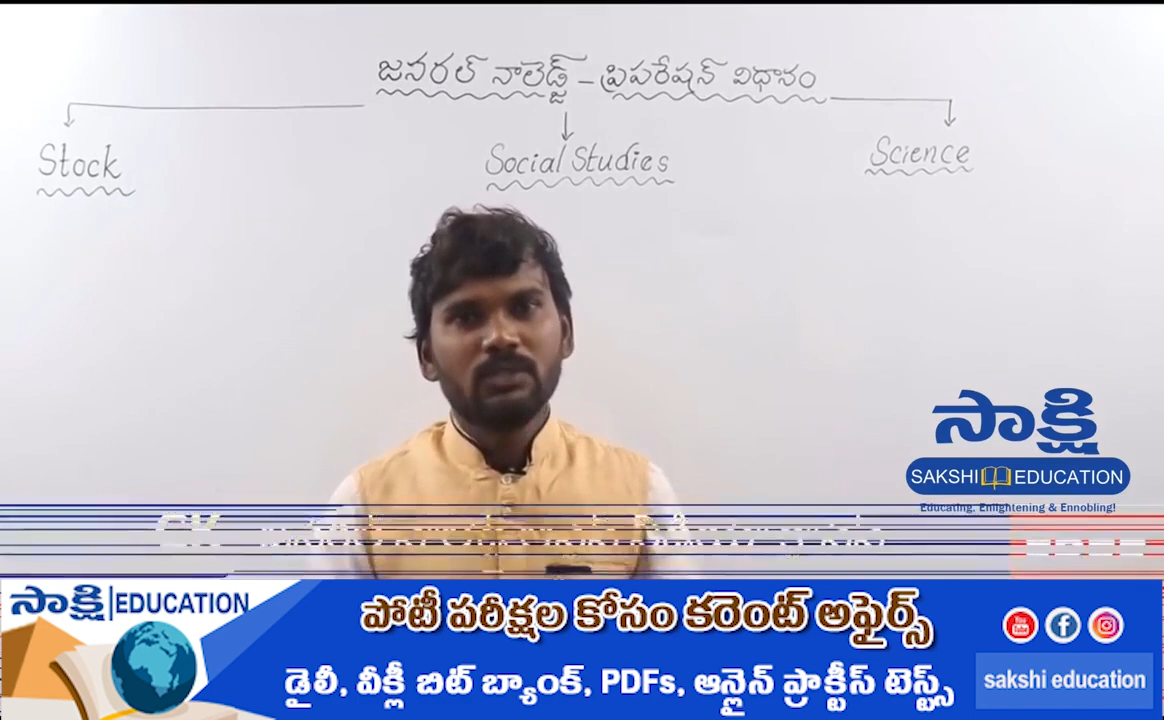 జనరల్ నాలెడ్జ్ - ప్రిపరేషన్ విధానం
Stock
Social Studies
Science
సాక్షి
SAKSHI EDUCATION
Educating, Enlightening & Ennobling!
సాక్షి EDUCATION
పోటీ పరీక్షల కోసం కరెంట్ అఫైర్స్
డైలీ, వీక్లీ బిట్ బ్యాంక్, PDFs, ఆన్లైన్ ప్రాక్టీస్ టెస్ట్స్
sakshi education